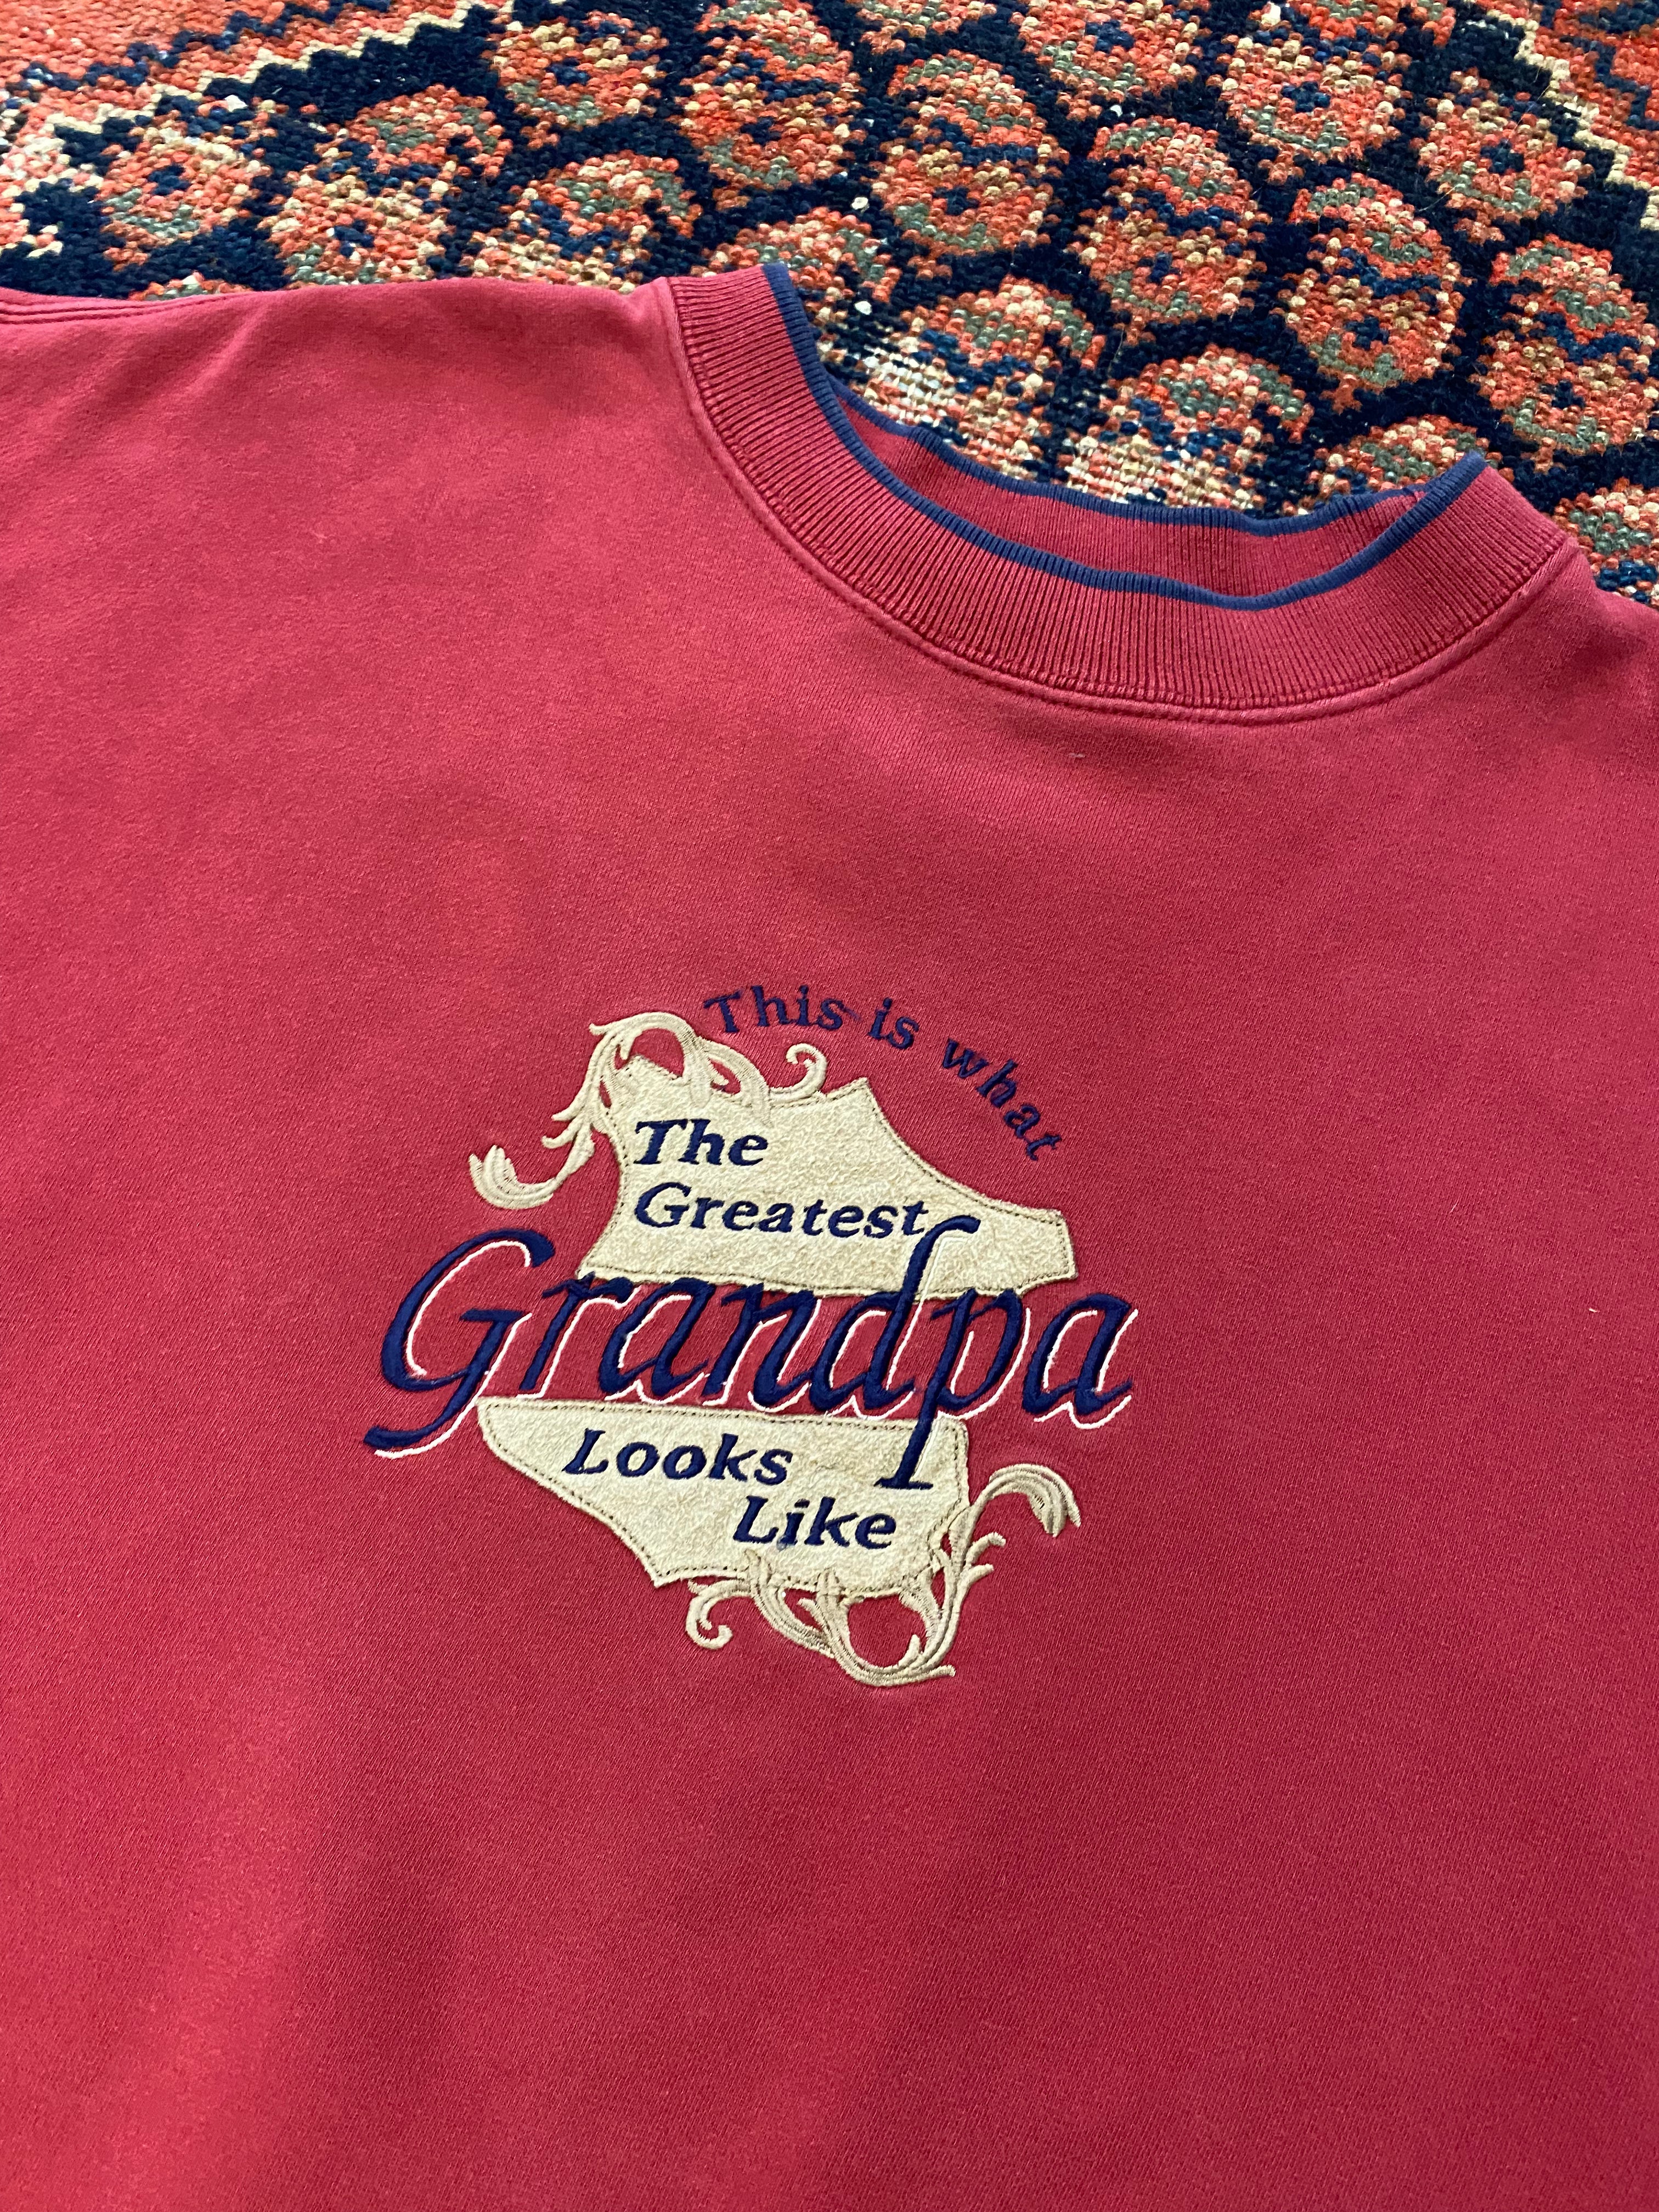 This is what
The
Greatest
Grandpa
Looks
Like